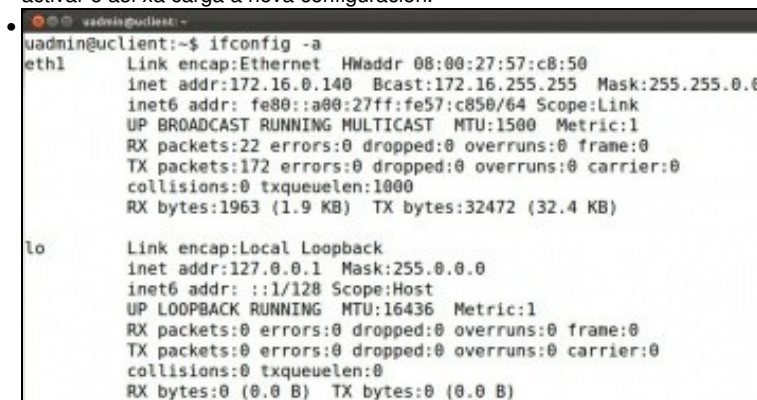 activar e así xa carga a nova configuración.
uadmin@uclient: ~
uadmin@uclient:~$ ifconfig -a
eth1 Link encap:Ethernet HWaddr 08:00:27:57:c8:50
inet addr:172.16.0.140 Bcast:172.16.255.255 Mask:255.255.0.0
inet6 addr: fe80::a00:27ff:fe57:c850/64 Scope:Link
UP BROADCAST RUNNING MULTICAST MTU:1500 Metric:1
RX packets:22 errors:0 dropped:0 overruns:0 frame:0
TX packets:172 errors:0 dropped:0 overruns:0 carrier:0
collisions:0 txqueuelen:1000
RX bytes:1963 (1.9 KB) TX bytes:32472 (32.4 KB)
lo Link encap:Local Loopback
inet addr:127.0.0.1 Mask:255.0.0.0
inet6 addr: ::1/128 Scope:Host
UP LOOPBACK RUNNING MTU:16436 Metric:1
RX packets:0 errors:0 dropped:0 overruns:0 frame:0
TX packets:0 errors:0 dropped:0 overruns:0 carrier:0
collisions:0 txqueuelen:0
RX bytes:0 (0.0 B) TX bytes:0 (0.0 B)